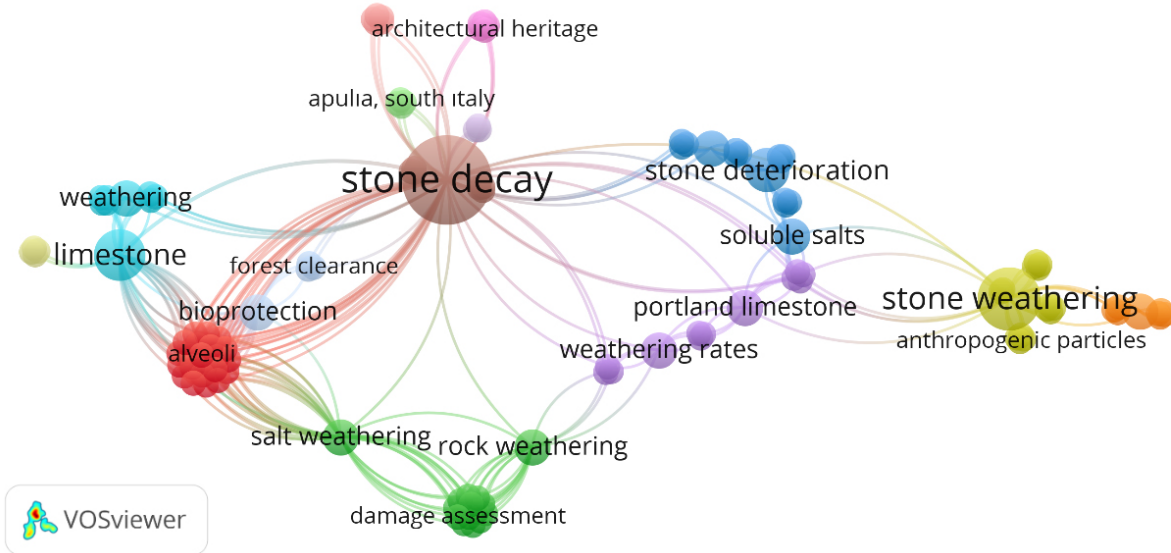 architectural heritage
apulia, south italy
stone decay
stone deterioration
weathering
soluble salts
limestone
forest clearance
stone weathering
portland limestone
bioprotection
anthropogenic particles
weathering rates
alveoli
salt weathering
rock weathering
damage assessment
VOSviewer